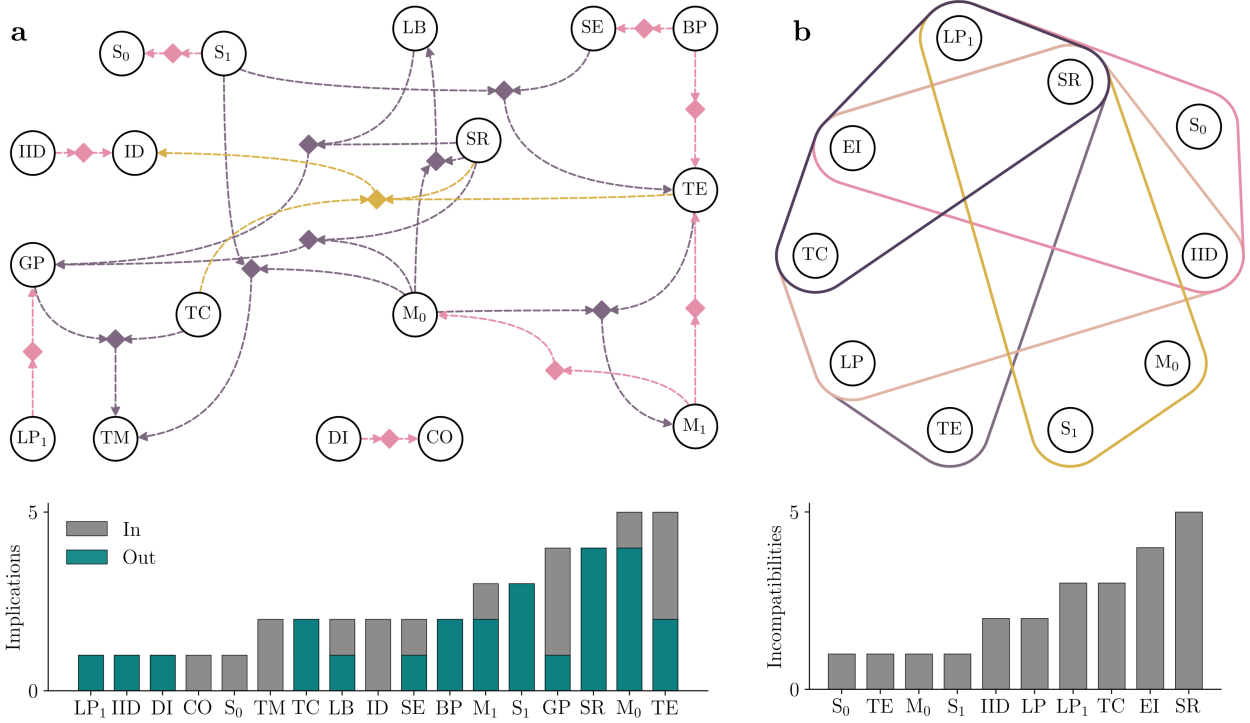 a
b
S₀
S₁
LB
SE
BP
IID
ID
SR
TE
GP
TC
M₀
LP₁
TM
DI
CO
M₁
LP₁
SR
S₀
EI
TC
IID
LP
M₀
TE
S₁
Implications
5
0
In
Out
LP₁ IID DI CO S₀ TM TC LB ID SE BP M₁ S₁ GP SR M₀ TE
Incompatibilities
5
0
S₀ TE M₀ S₁ IID LP LP₁ TC EI SR